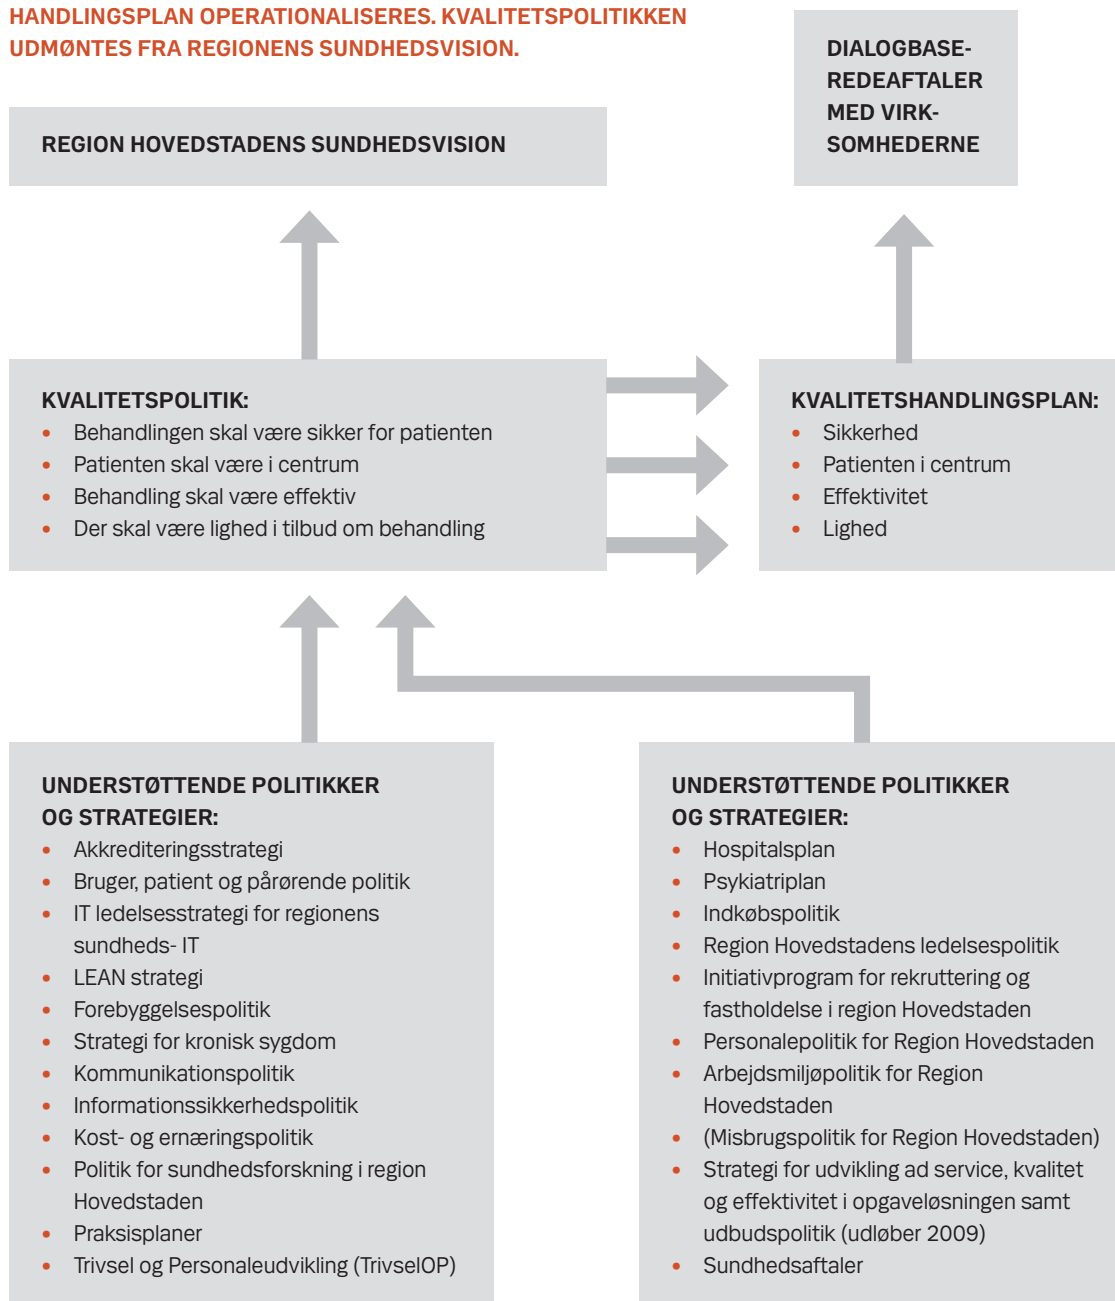 HANDLINGSPLAN OPERATIONALISERES. KVALITETSPOLITIKKEN
UDMØNTES FRA REGIONENS SUNDHEDSVISION.
REGION HOVEDSTADENS SUNDHEDSVISION
DIALOGBASE-
REDEAFTALER
MED VIRK-
SOMHEDERNE
KVALITETSPOLITIK:
• Behandlingen skal være sikker for patienten
• Patienten skal være i centrum
• Behandling skal være effektiv
• Der skal være lighed i tilbud om behandling
KVALITETSHANDLINGSPLAN:
• Sikkerhed
• Patienten i centrum
• Effektivitet
• Lighed
UNDERSTØTTENDE POLITIKKER
OG STRATEGIER:
• Akkrediteringsstrategi
• Bruger, patient og pårørende politik
• IT ledelsesstrategi for regionens
sundheds- IT
• LEAN strategi
• Forebyggelsespolitik
• Strategi for kronisk sygdom
• Kommunikationspolitik
• Informationssikkerhedspolitik
• Kost- og ernæringspolitik
• Politik for sundhedsforskning i region
Hovedstaden
• Praksisplaner
• Trivsel og Personaleudvikling (TrivselOP)
UNDERSTØTTENDE POLITIKKER
OG STRATEGIER:
• Hospitalsplan
• Psykiatriplan
• Indkøbspolitik
• Region Hovedstadens ledelsespolitik
• Initiativprogram for rekruttering og
fastholdelse i region Hovedstaden
• Personalepolitik for Region Hovedstaden
• Arbejdsmiljøpolitik for Region
Hovedstaden
• (Misbrugspolitik for Region Hovedstaden)
• Strategi for udvikling ad service, kvalitet
og effektivitet i opgaveløsningen samt
udbudspolitik (udløber 2009)
• Sundhedsaftaler